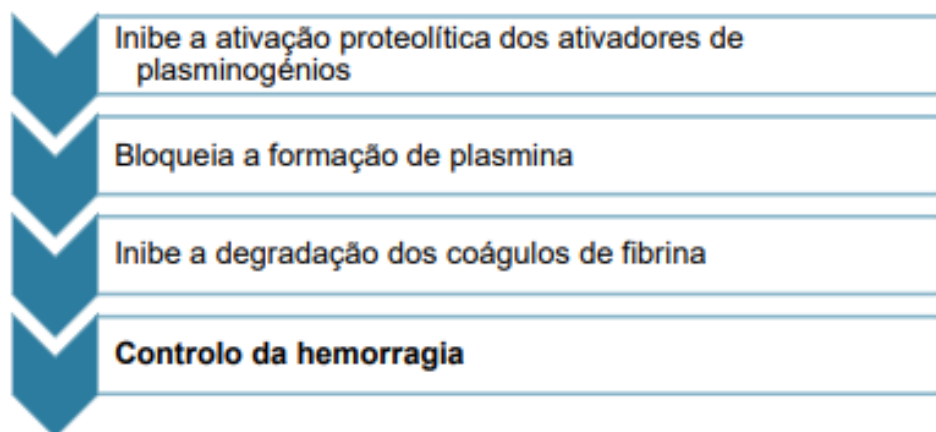 Inibe a ativação proteolítica dos ativadores de
plasminogénios
Bloqueia a formação de plasmina
Inibe a degradação dos coágulos de fibrina
Controlo da hemorragia